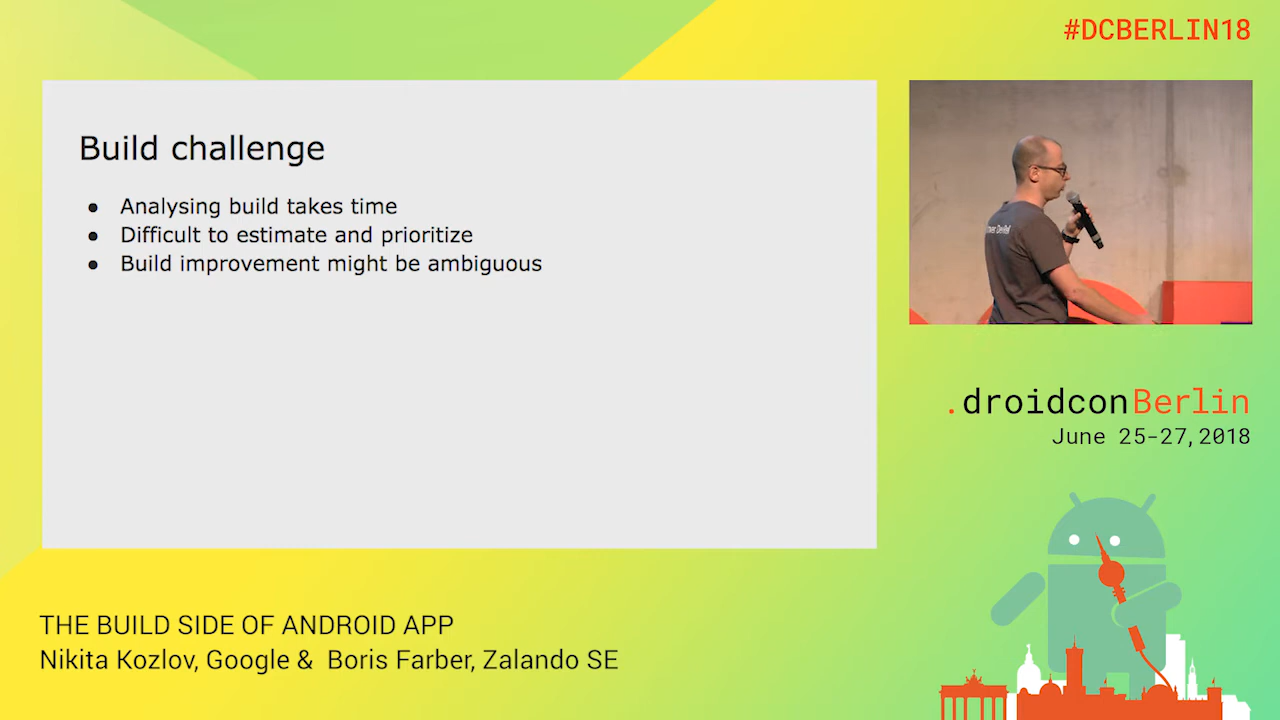 #DCBERLIN18
Build challenge
● Analysing build takes time
● Difficult to estimate and prioritize
● Build improvement might be ambiguous
.droidconBerlin
June 25-27,2018
THE BUILD SIDE OF ANDROID APP
Nikita Kozlov, Google & Boris Farber, Zalando SE